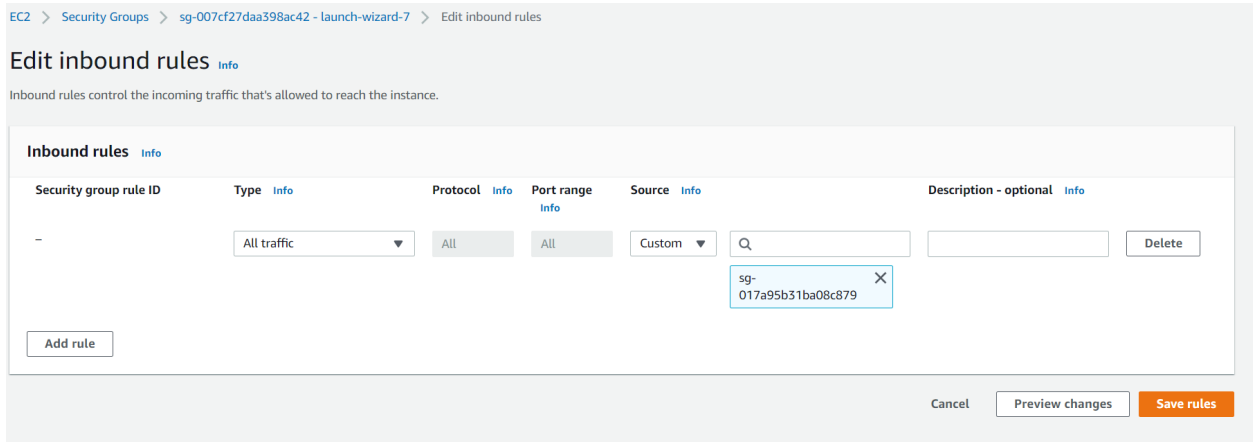 EC2 > Security Groups > sg-007cf27daa398ac42 - launch-wizard-7 > Edit inbound rules
Edit inbound rules Info
Inbound rules control the incoming traffic that's allowed to reach the instance.
Inbound rules Info
Security group rule ID Type Info Protocol Info Port range Source Info Description - optional Info
Info
– All traffic All All Custom Delete
sg-
017a95b31ba08c879
Add rule
Cancel Preview changes Save rules